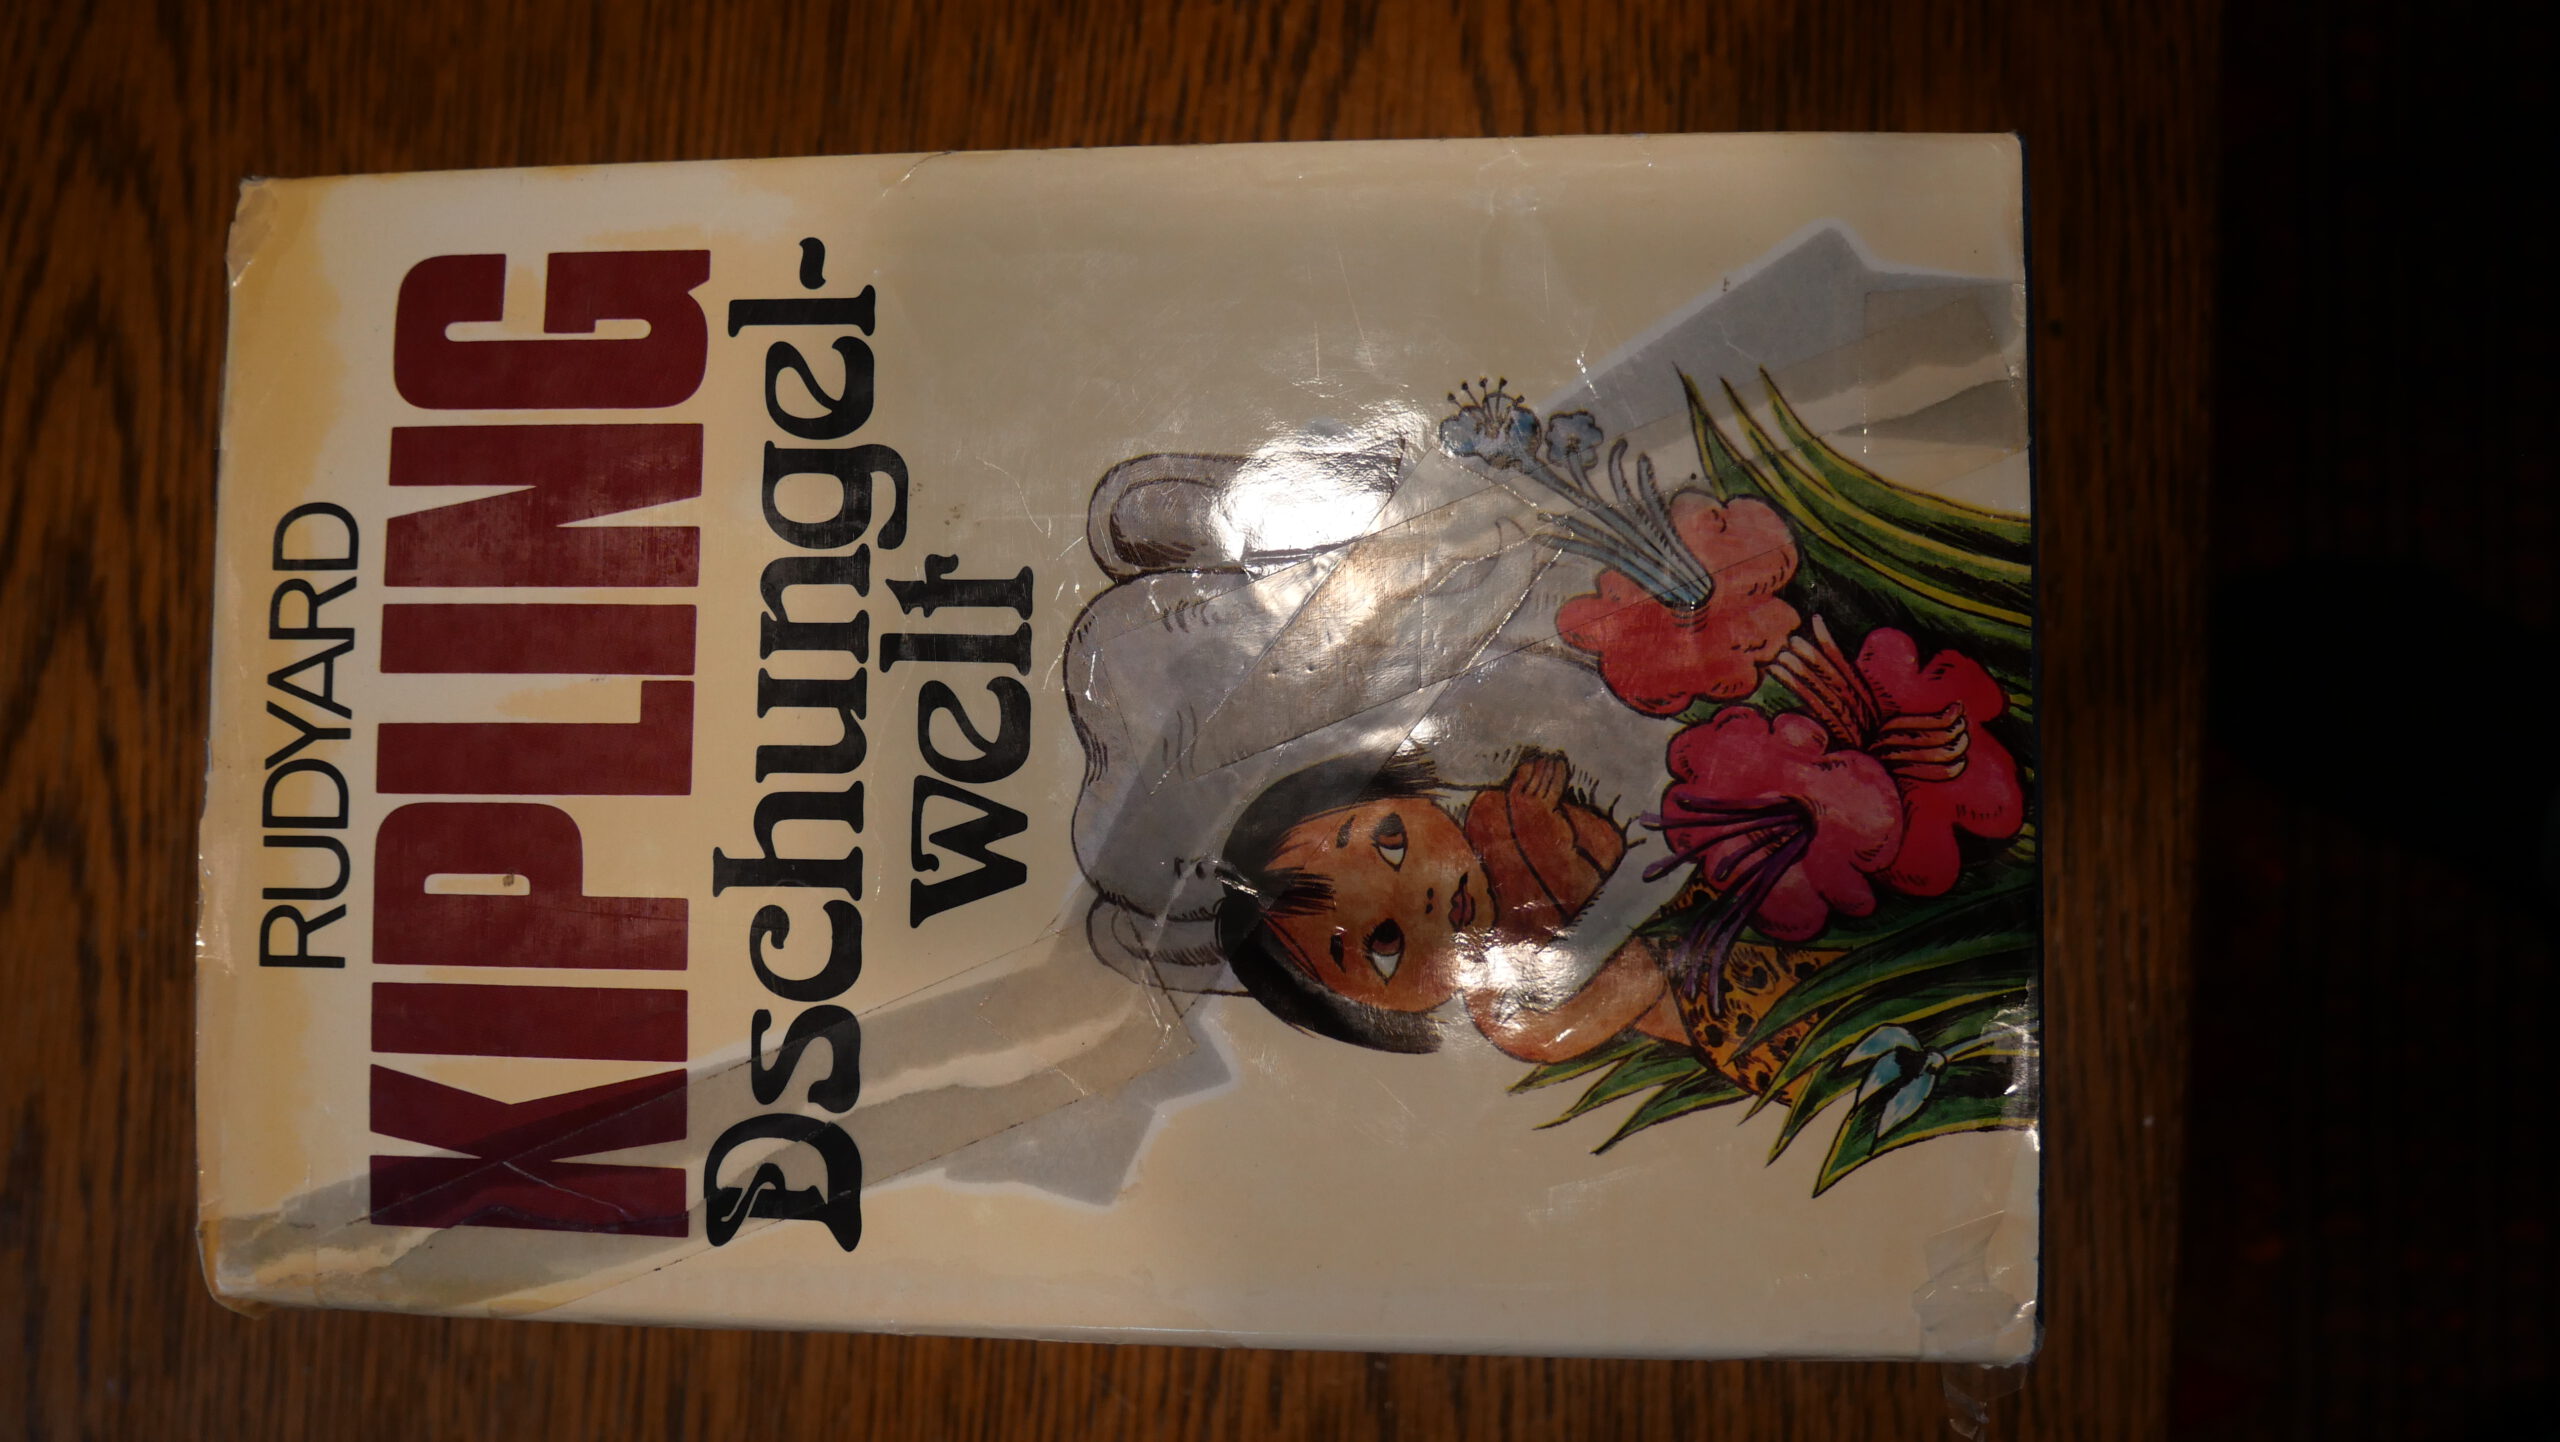 RUDYARD
KIPLING
Dschungel-
welt